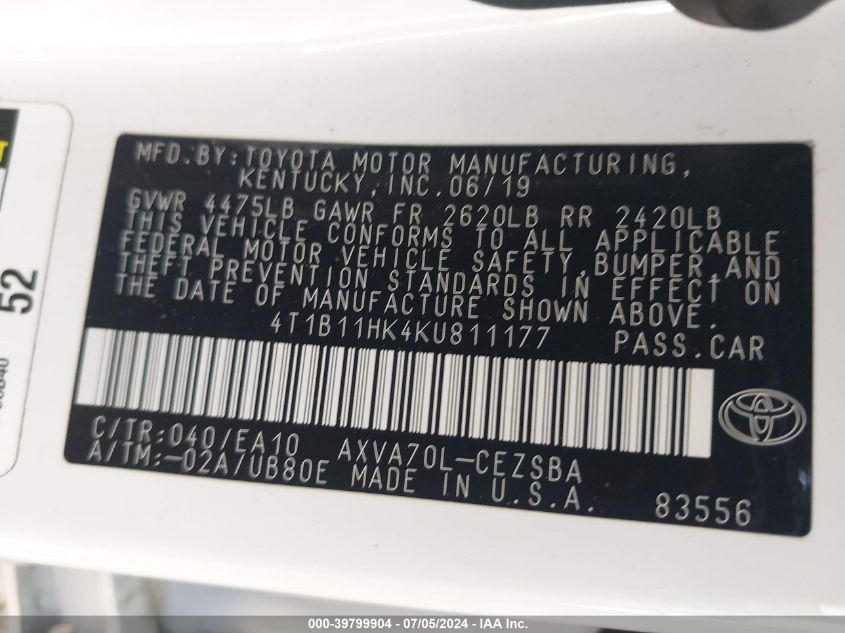 MFD.BY:TOYOTA MOTOR MANUFACTURING,
KENTUCKY,INC.06/19
GVWR 4475LB GAWR FR 2620LB RR 2420LB
THIS VEHICLE CONFORMS TO ALL APPLICABLE
FEDERAL MOTOR VEHICLE SAFETY,BUMPER,AND
THEFT PREVENTION STANDARDS IN EFFECT ON
THE DATE OF MANUFACTURE SHOWN ABOVE.
4T1B11HK4KU811177 PASS.CAR
C/TR:040/EA10 AXVA70L-CEZSBA
A/TM:-02A/UB80E MADE IN U.S.A.
83556
52
000-39799904 - 07/05/2024 - IAAI.COM